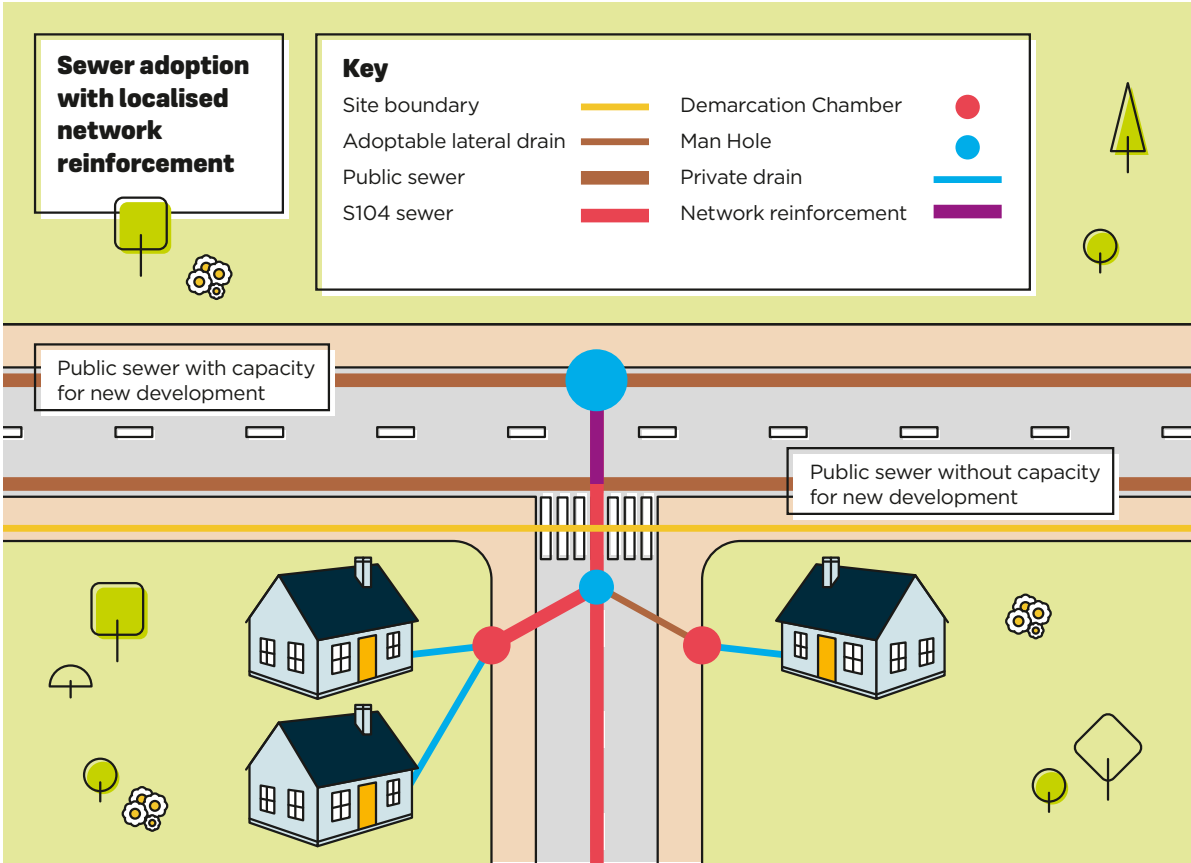 Sewer adoption
with localised
network
reinforcement
Key
Site boundary
Adoptable lateral drain
Public sewer
S104 sewer
Demarcation Chamber
Man Hole
Private drain
Network reinforcement
Public sewer with capacity
for new development
Public sewer without capacity
for new development